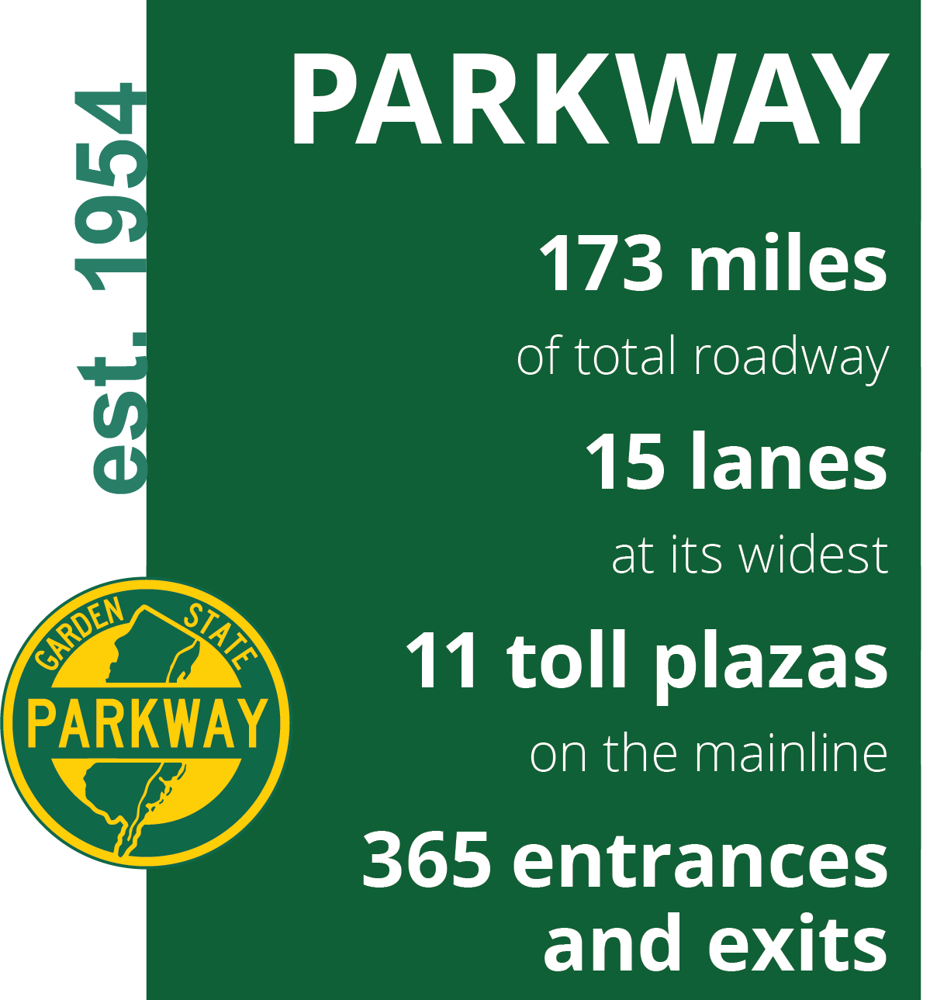 PARKWAY
est. 1954
173 miles
of total roadway
15 lanes
at its widest
11 toll plazas
on the mainline
365 entrances
and exits
GARDEN STATE
PARKWAY